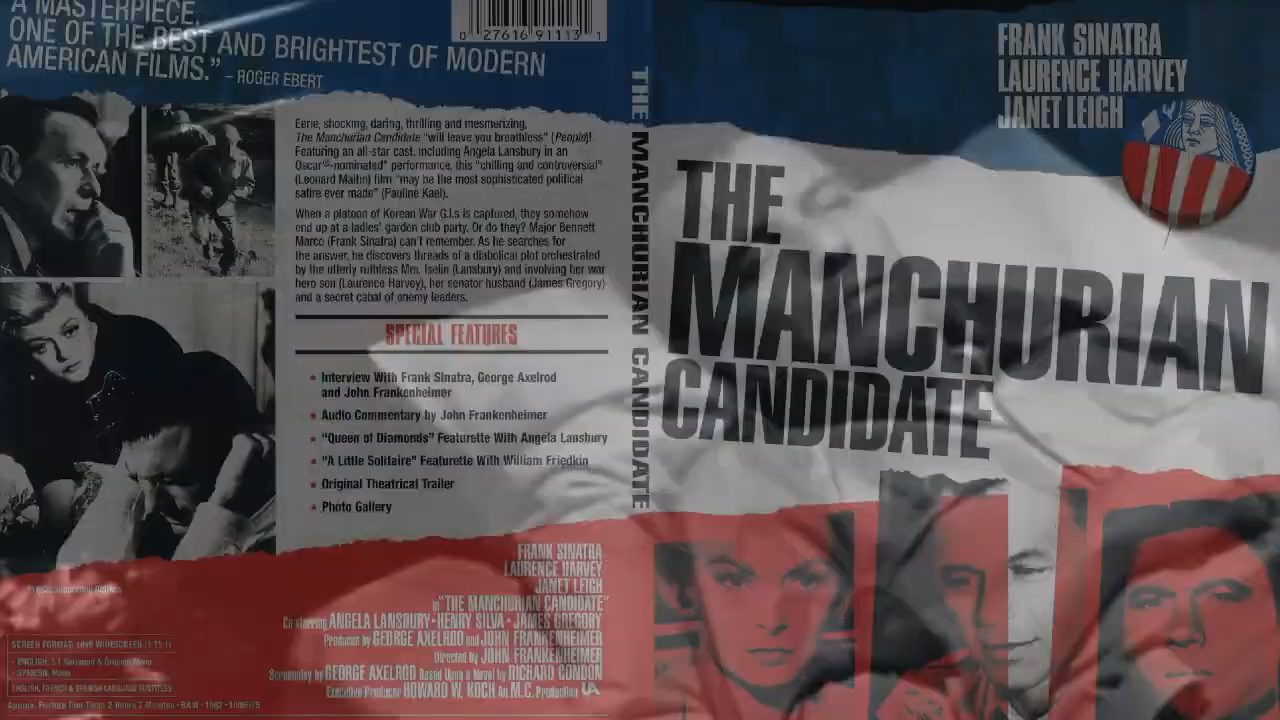 A MASTERPIECE.
ONE OF THE BEST AND BRIGHTEST OF MODERN
AMERICAN FILMS.” – ROGER EBERT
0 27616 91113 1
Eerie, shocking, daring, thrilling and mesmerizing,
The Manchurian Candidate “will leave you breathless” (People)!
Featuring an all-star cast, including Angela Lansbury in an
Oscar®-nominated* performance, this “chilling and controversial”
(Leonard Maltin) film “may be the most sophisticated political
satire ever made” (Pauline Kael).
When a platoon of Korean War G.I.s is captured, they somehow
end up at a ladies’ garden club party. Or do they? Major Bennett
Marco (Frank Sinatra) can’t remember. As he searches for
the answer, he discovers threads of a diabolical plot orchestrated
by the utterly ruthless Mrs. Iselin (Lansbury) and involving her war
hero son (Laurence Harvey), her senator husband (James Gregory)
and a secret cabal of enemy leaders.
SPECIAL FEATURES
Interview With Frank Sinatra, George Axelrod
and John Frankenheimer
Audio Commentary by John Frankenheimer
“Queen of Diamonds” Featurette With Angela Lansbury
“A Little Solitaire” Featurette With William Friedkin
Original Theatrical Trailer
Photo Gallery
FRANK SINATRA
LAURENCE HARVEY
JANET LEIGH
in “THE MANCHURIAN CANDIDATE”
Co-starring ANGELA LANSBURY • HENRY SILVA • JAMES GREGORY
Produced by GEORGE AXELROD and JOHN FRANKENHEIMER
Directed by JOHN FRANKENHEIMER
Screenplay by GEORGE AXELROD Based Upon a Novel by RICHARD CONDON
Executive Producer HOWARD W. KOCH An M.C. Production UA
ENGLISH, FRENCH & SPANISH LANGUAGE SUBTITLES
THE MANCHURIAN CANDIDATE
FRANK SINATRA
LAURENCE HARVEY
JANET LEIGH
THE
MANCHURIAN
CANDIDATE